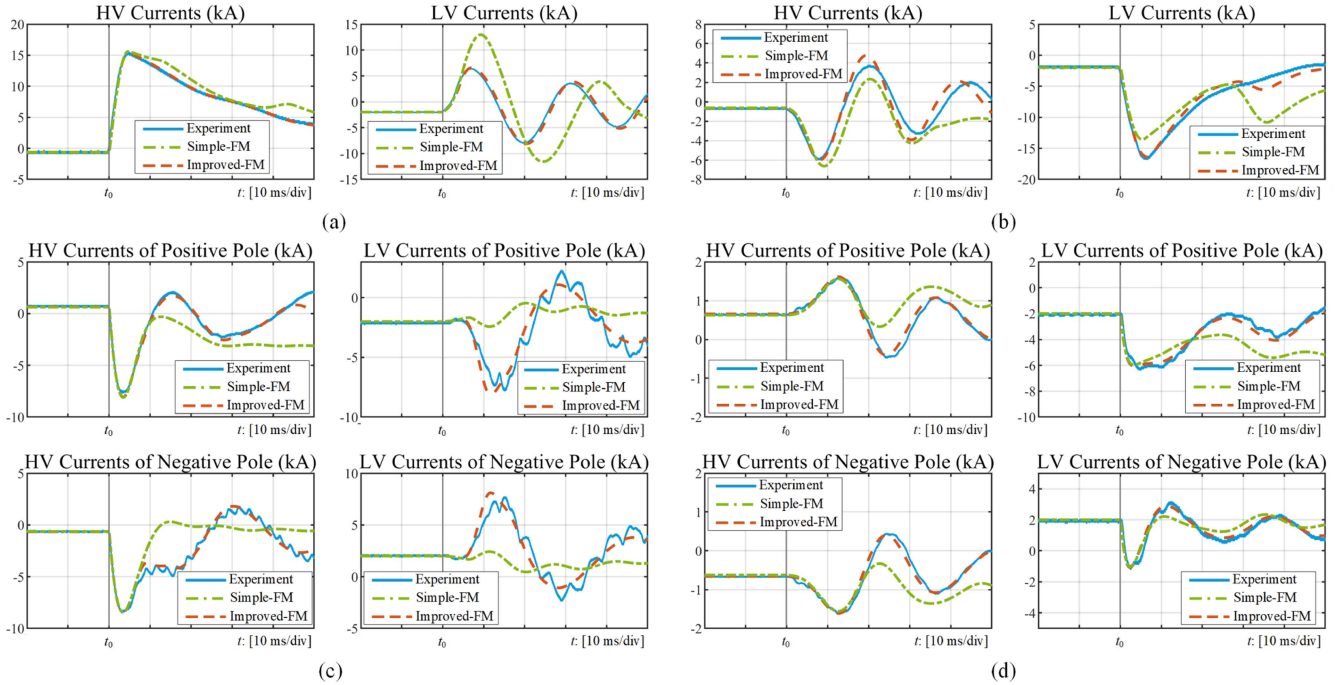 HV Currents (kA)
20
15
10
5
0
-5
Experiment
Simple-FM
Improved-FM
t₀
t: [10 ms/div]
LV Currents (kA)
15
10
5
0
-5
-10
-15
Experiment
Simple-FM
Improved-FM
t₀
t: [10 ms/div]
(a)
HV Currents (kA)
8
6
4
2
0
-2
-4
-6
-8
Experiment
Simple-FM
Improved-FM
t₀
t: [10 ms/div]
LV Currents (kA)
5
0
-5
-10
-15
-20
Experiment
Simple-FM
Improved-FM
t₀
t: [10 ms/div]
(b)
HV Currents of Positive Pole (kA)
5
0
-5
-10
Experiment
Simple-FM
Improved-FM
t₀
t: [10 ms/div]
LV Currents of Positive Pole (kA)
0
-5
-10
Experiment
Simple-FM
Improved-FM
t₀
t: [10 ms/div]
HV Currents of Negative Pole (kA)
5
0
-5
-10
Experiment
Simple-FM
Improved-FM
t₀
t: [10 ms/div]
LV Currents of Negative Pole (kA)
10
5
0
-5
Experiment
Simple-FM
Improved-FM
t₀
t: [10 ms/div]
(c)
HV Currents of Positive Pole (kA)
2
1
0
-1
-2
Experiment
Simple-FM
Improved-FM
t₀
t: [10 ms/div]
LV Currents of Positive Pole (kA)
2
0
-2
-4
-6
-8
-10
Experiment
Simple-FM
Improved-FM
t₀
t: [10 ms/div]
HV Currents of Negative Pole (kA)
2
1
0
-1
-2
Experiment
Simple-FM
Improved-FM
t₀
t: [10 ms/div]
LV Currents of Negative Pole (kA)
4
2
0
-2
-4
Experiment
Simple-FM
Improved-FM
t₀
t: [10 ms/div]
(d)